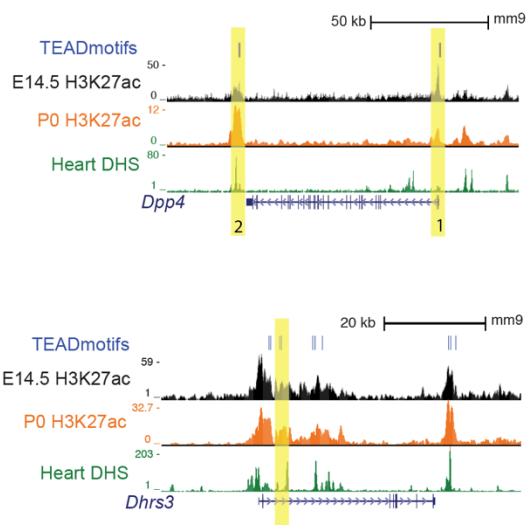 50 kb mm9
TEADmotifs
50 -
E14.5 H3K27ac
0
12 -
P0 H3K27ac
0
80
Heart DHS
1
Dpp4
2 1
20 kb mm9
TEADmotifs
59 -
E14.5 H3K27ac
1
32.7 -
P0 H3K27ac
0
203
Heart DHS
1
Dhrs3